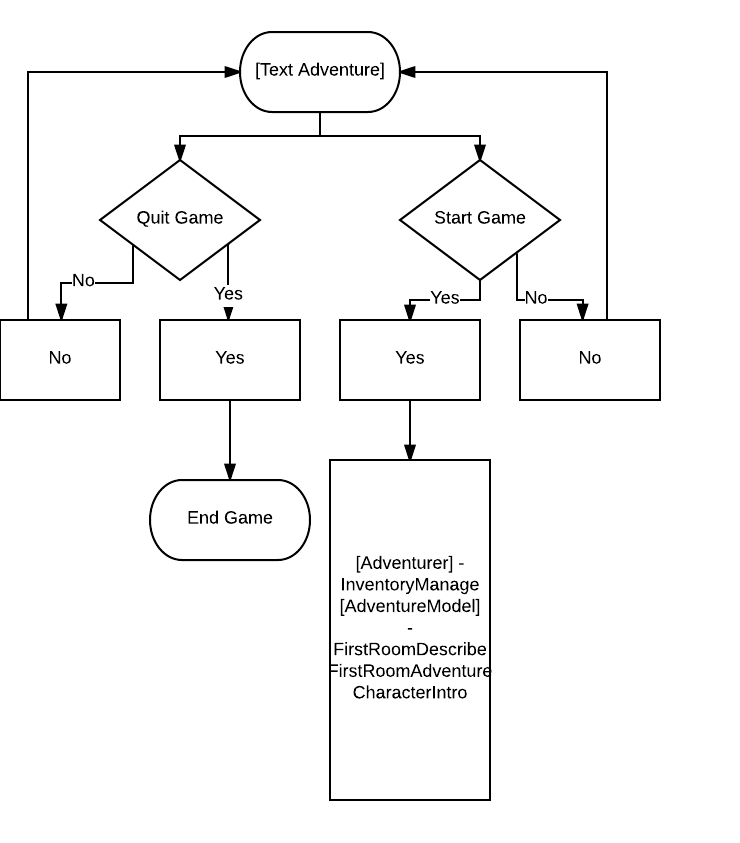 [Text Adventure]
Quit Game
Start Game
No
Yes
Yes
No
No
Yes
Yes
No
End Game
[Adventurer] -
InventoryManage
[AdventureModel]
-
FirstRoomDescribe
FirstRoomAdventure
CharacterIntro